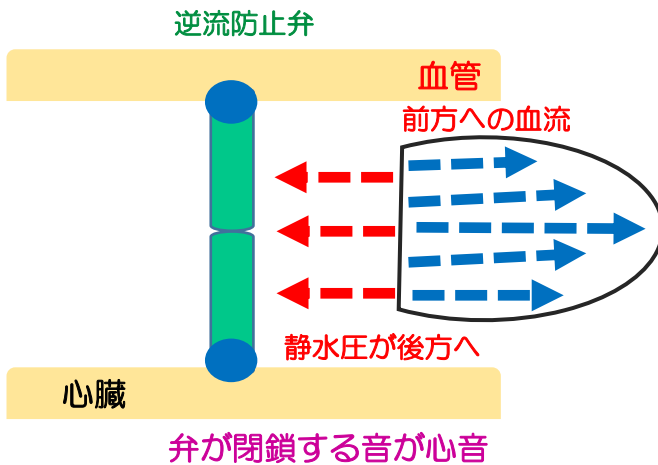 逆流防止弁
血管
前方への血流
静水圧が後方へ
心臓
弁が閉鎖する音が心音